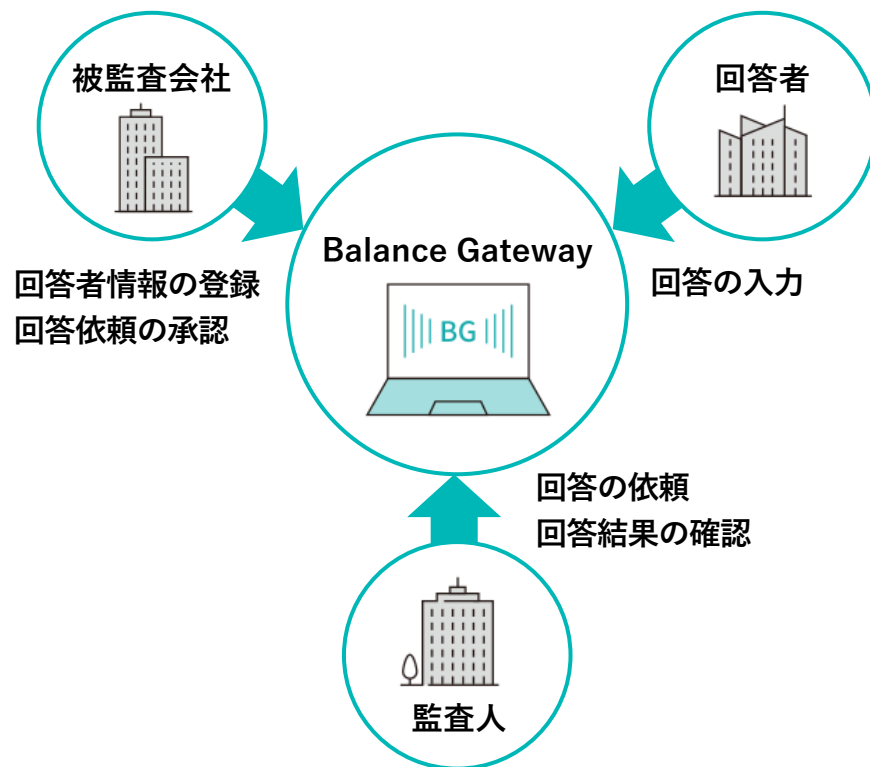 被監査会社
回答者
Balance Gateway
BG
回答者情報の登録
回答依頼の承認
回答の入力
回答の依頼
回答結果の確認
監査人